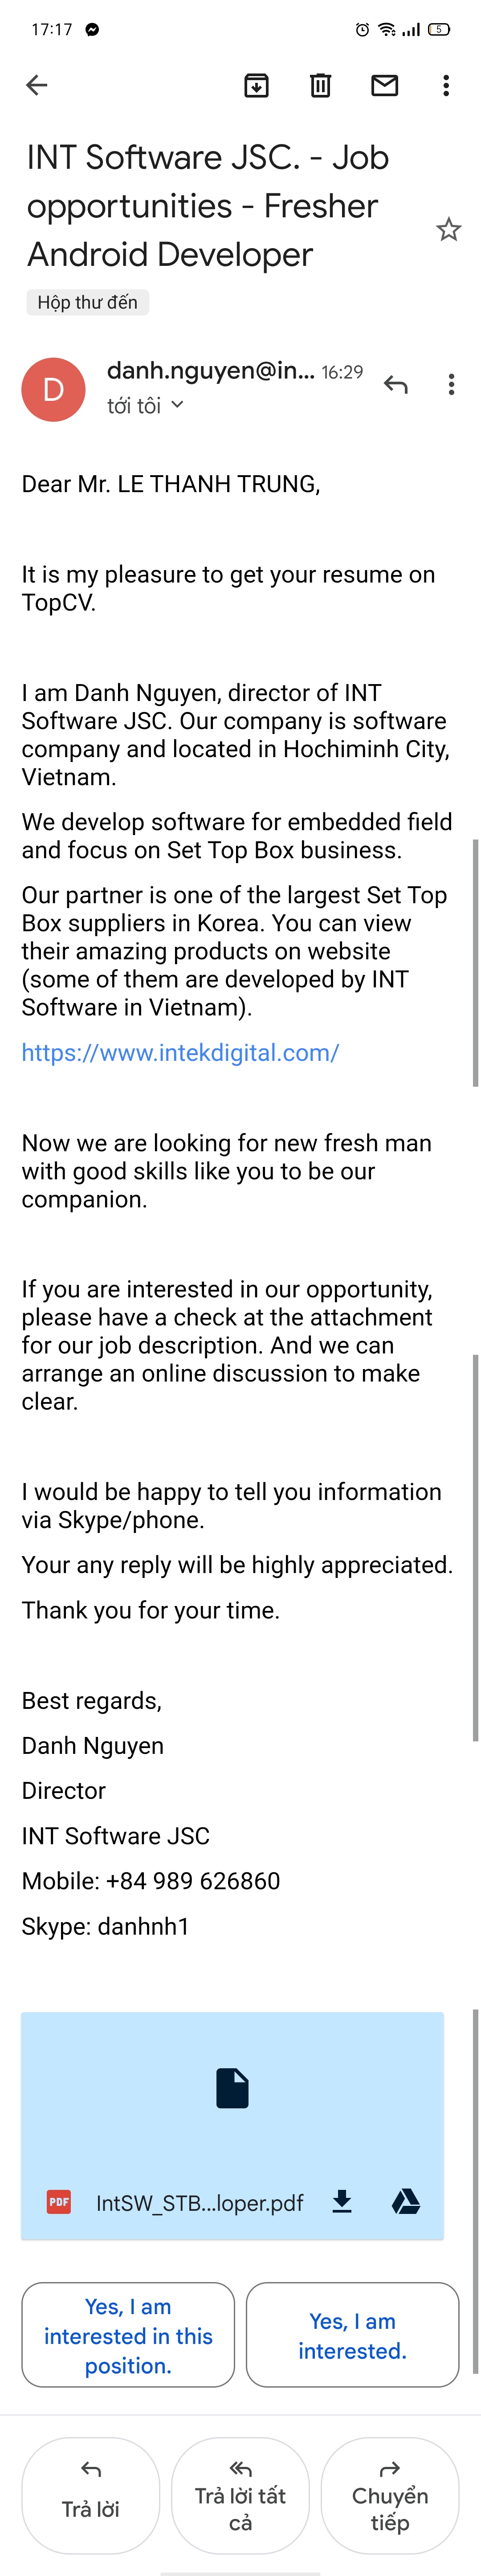 17:17
5
INT Software JSC. - Job
opportunities - Fresher
Android Developer
Hộp thư đến
D
danh.nguyen@in... 16:29
tới tôi
Dear Mr. LE THANH TRUNG,
It is my pleasure to get your resume on
TopCV.
I am Danh Nguyen, director of INT
Software JSC. Our company is software
company and located in Hochiminh City,
Vietnam.
We develop software for embedded field
and focus on Set Top Box business.
Our partner is one of the largest Set Top
Box suppliers in Korea. You can view
their amazing products on website
(some of them are developed by INT
Software in Vietnam).
https://www.intekdigital.com/
Now we are looking for new fresh man
with good skills like you to be our
companion.
If you are interested in our opportunity,
please have a check at the attachment
for our job description. And we can
arrange an online discussion to make
clear.
I would be happy to tell you information
via Skype/phone.
Your any reply will be highly appreciated.
Thank you for your time.
Best regards,
Danh Nguyen
Director
INT Software JSC
Mobile: +84 989 626860
Skype: danhnh1
PDF IntSW_STB...loper.pdf
Yes, I am
interested in this
position.
Yes, I am
interested.
Trả lời
Trả lời tất
cả
Chuyển
tiếp